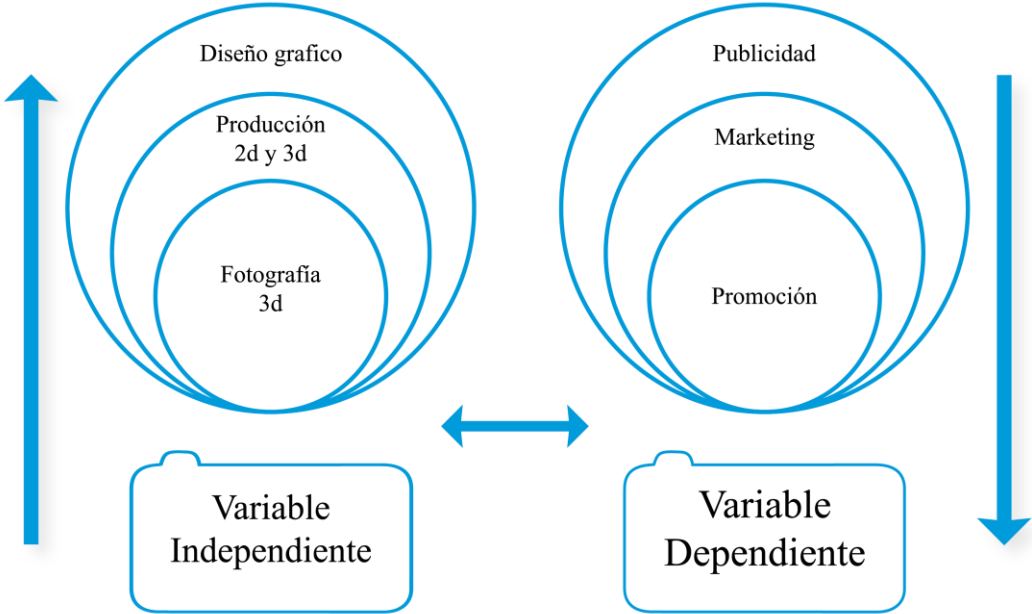 Diseño grafico
Producción
2d y 3d
Fotografía
3d
Variable
Independiente
Publicidad
Marketing
Promoción
Variable
Dependiente